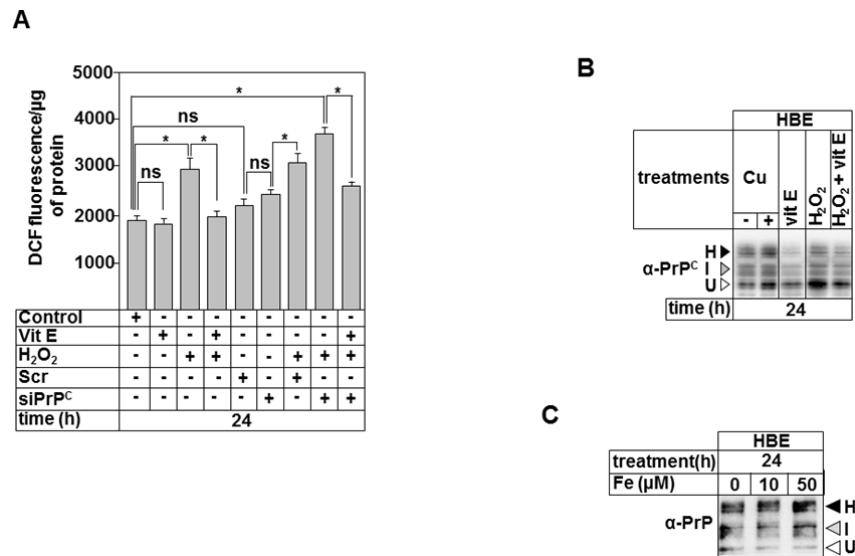 A
DCF fluorescence/µg
of protein
5000
4000
3000
2000
1000
*
ns
*
*
*
*
ns
ns
Control + - - - - - - - -
Vit E - + - + - - - - +
H₂O₂ - - + + - - + + +
Scr - - - - + - + - -
siPrPᶜ - - - - - + - + +
time (h) 24
B
HBE
treatments
Cu
- +
vit E
H₂O₂
H₂O₂ + vit E
α-PrPᶜ
H
I
U
time (h) 24
C
HBE
treatment(h) 24
Fe (µM) 0 10 50
α-PrP
H
I
U